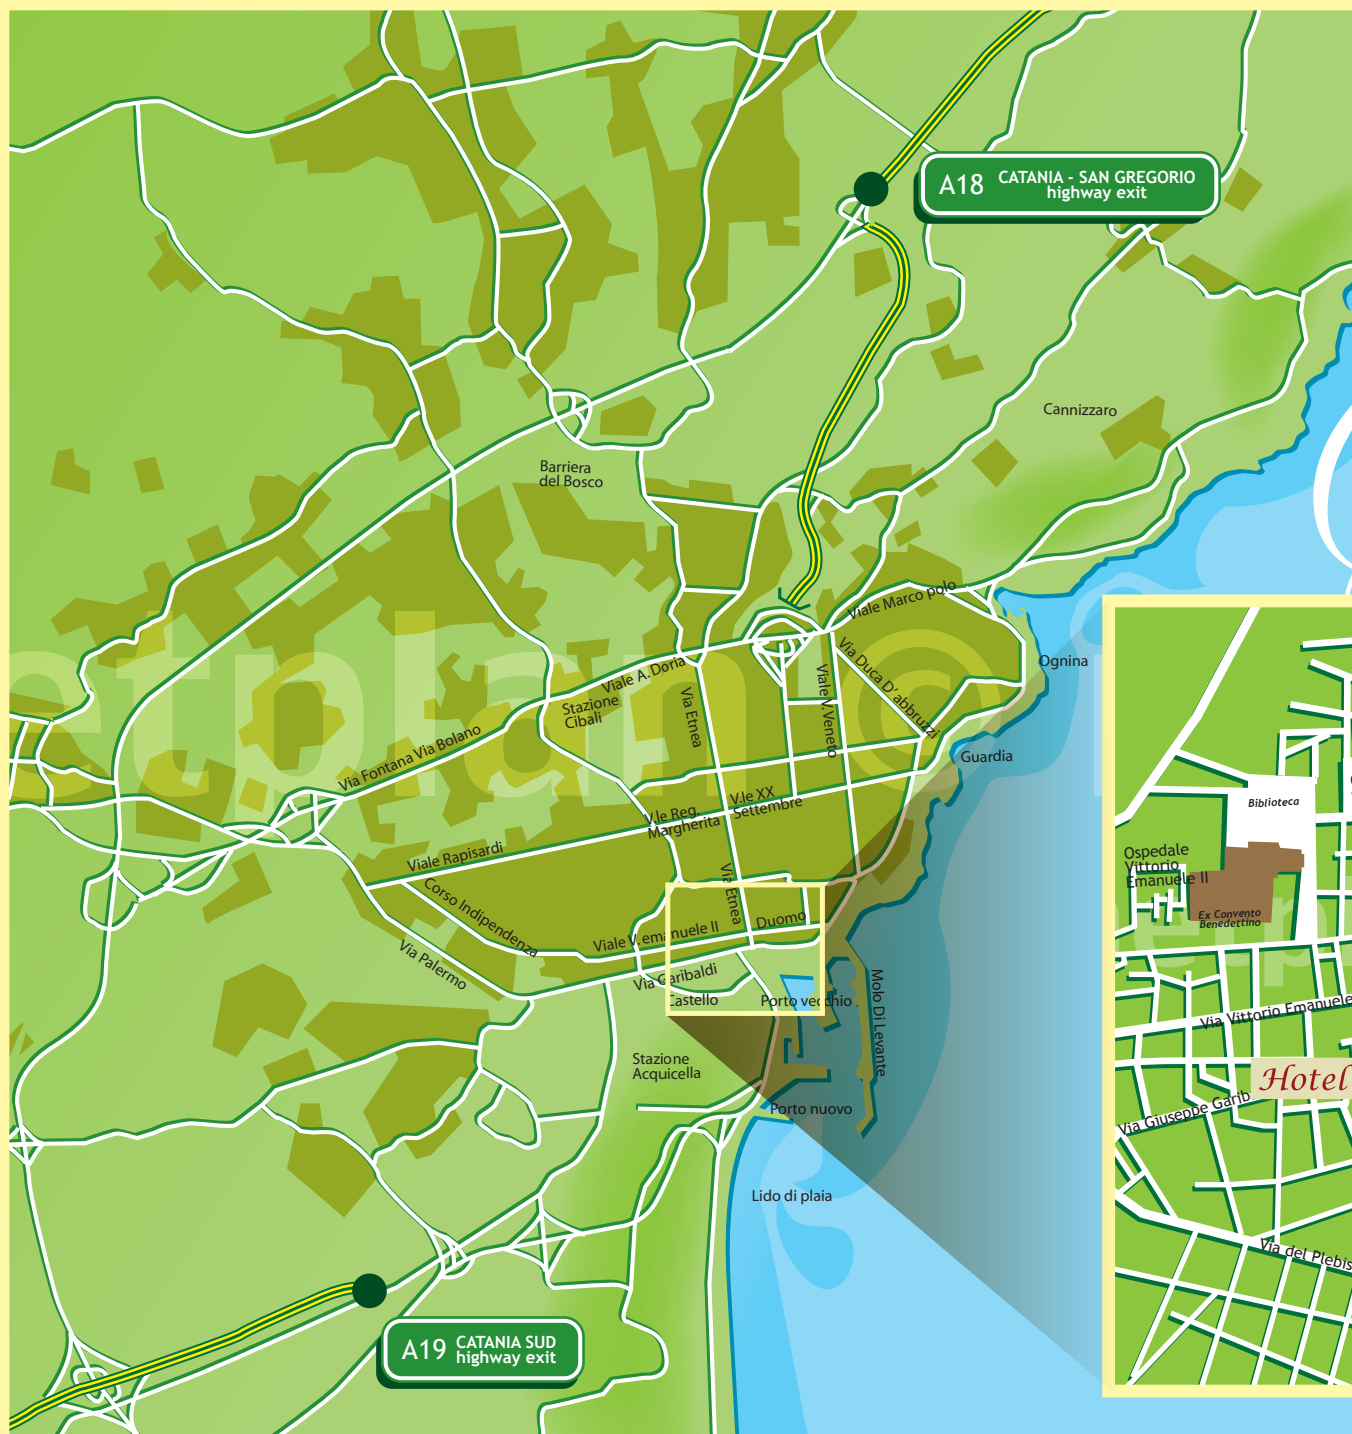 A18 CATANIA - SAN GREGORIO
highway exit
Cannizzaro
Barriera
del Bosco
Viale Marco polo
Ognina
Via Duca D' abbruzzi
Viale A. Doria
Stazione
Cibali
Via Etnea
Viale V.Veneto
Via Fontana Via Bolano
Guardia
V.le XX
Settembre
V.le Reg.
Margherita
Viale Rapisardi
Corso Indipendenza
Via Etnea
Duomo
Viale V. emanuele II
Via Palermo
Via Garibaldi
Castello
Porto vecchio
Molo Di Levante
Stazione
Acquicella
Porto nuovo
Lido di plaia
A19 CATANIA SUD
highway exit
Biblioteca
Ospedale
Vittorio
Emanuele II
Ex Convento
Benedettino
Via Vittorio Emanuele
Hotel
Via Giuseppe Garib
Via del Plebis
etplan ©